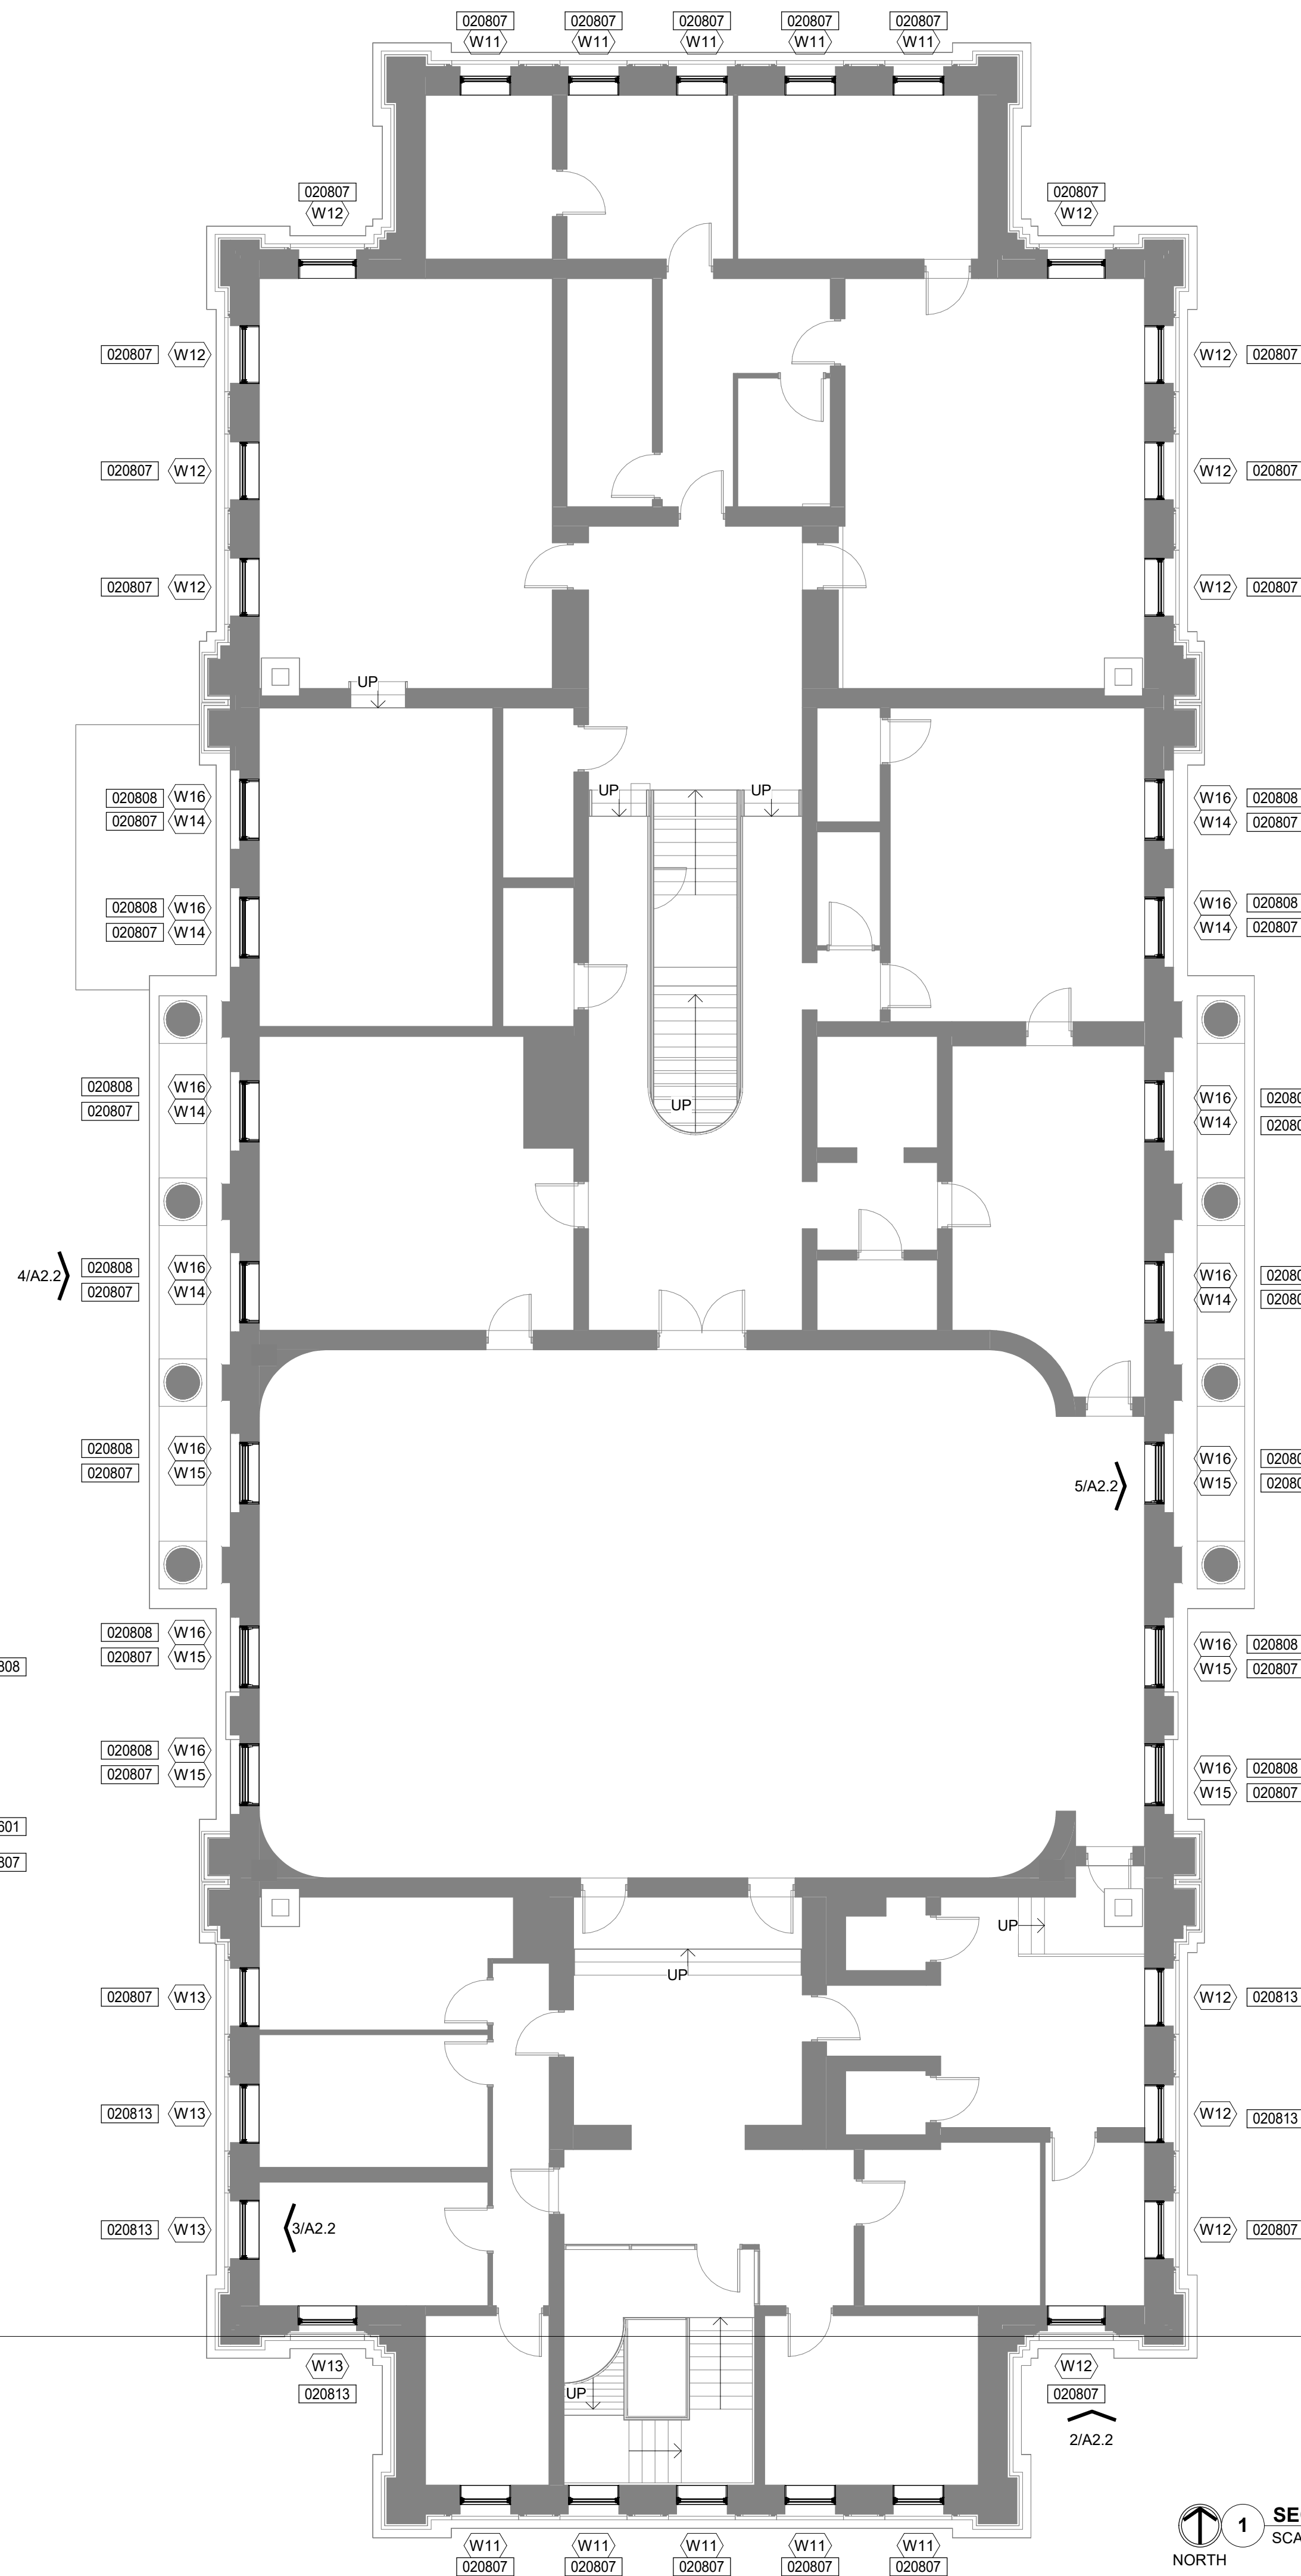 020807 020807 020807 020807 020807
W11 W11 W11 W11 W11
020807 020807
W12 W12
020807 W12 W12 020807
020807 W12 W12 020807
020807 W12 W12 020807
UP
UP UP
020808 W16 W16 020808
020807 W14 W14 020807
020808 W16 W16 020808
020807 W14 W14 020807
UP
020808 W16 W16
020807 W14 W14
4/A2.2
020808 W16 W16
020807 W14 W14
020808 W16 W16
020807 W15 W15
5/A2.2
020808 W16 W16 020808
020807 W15 W15 020807
020808 W16 W16 020808
020807 W15 W15 020807
UP
UP
020807 W13 W12 020813
020813 W13 W12 020813
020813 W13 3/A2.2 W12 020807
W13 W12
020813 020807
UP
2/A2.2
1
NORTH
W11 W11 W11 W11 W11
020807 020807 020807 020807 020807